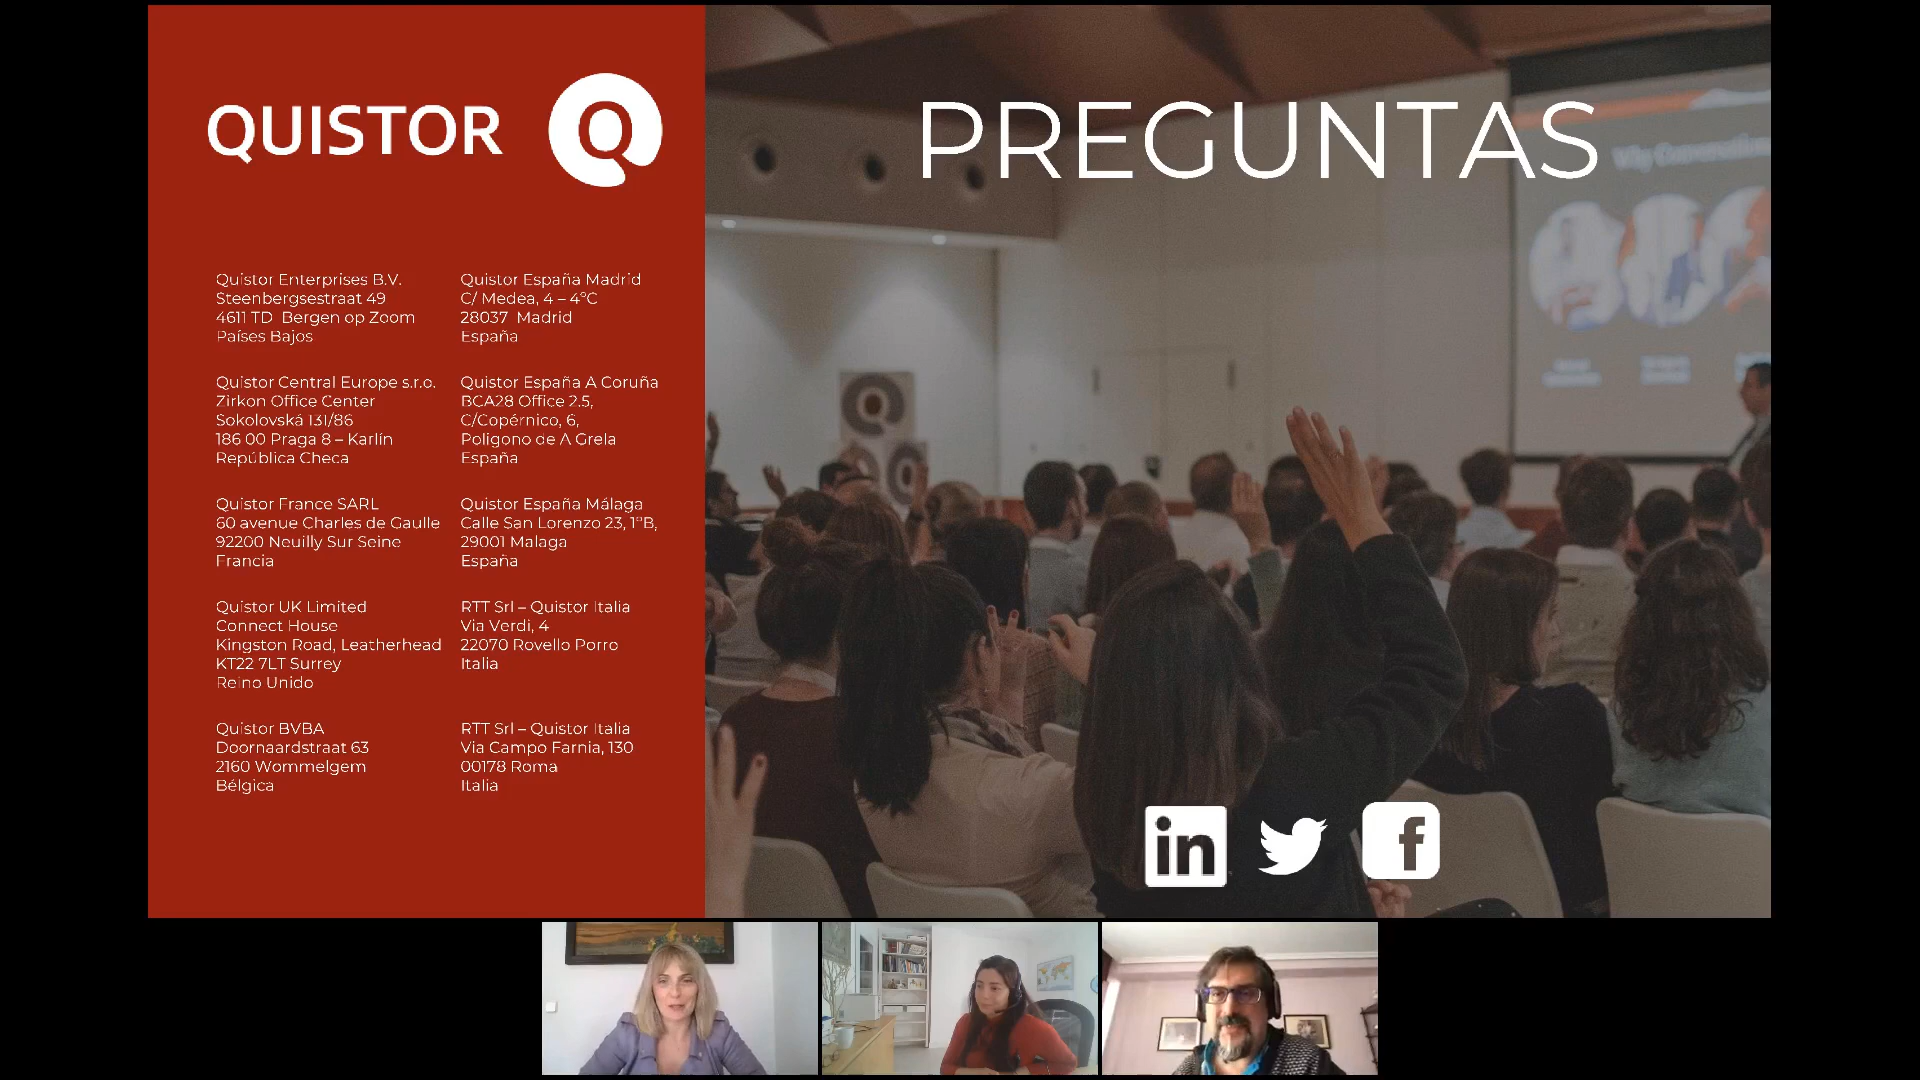 QUISTOR
Quistor Enterprises B.V.
Steenbergsestraat 49
4611 TD  Bergen op Zoom
Países Bajos
Quistor Central Europe s.r.o.
Zirkon Office Center
Sokolovská 131/86
186 00 Praga 8 – Karlín
República Checa
Quistor France SARL
60 avenue Charles de Gaulle
92200 Neuilly Sur Seine
Francia
Quistor UK Limited
Connect House
Kingston Road, Leatherhead
KT22 7LT Surrey
Reino Unido
Quistor BVBA
Doornaardstraat 63
2160 Wommelgem
Bélgica
Quistor España Madrid
C/ Medea, 4 – 4ºC
28037  Madrid
España
Quistor España A Coruña
BCA28 Office 2.5,
C/Copérnico, 6,
Poligono de A Grela
España
Quistor España Málaga
Calle San Lorenzo 23, 1ºB,
29001 Malaga
España
RTT Srl – Quistor Italia
Via Verdi, 4
22070 Rovello Porro
Italia
RTT Srl – Quistor Italia
Via Campo Farnia, 130
00178 Roma
Italia
PREGUNTAS
in
f